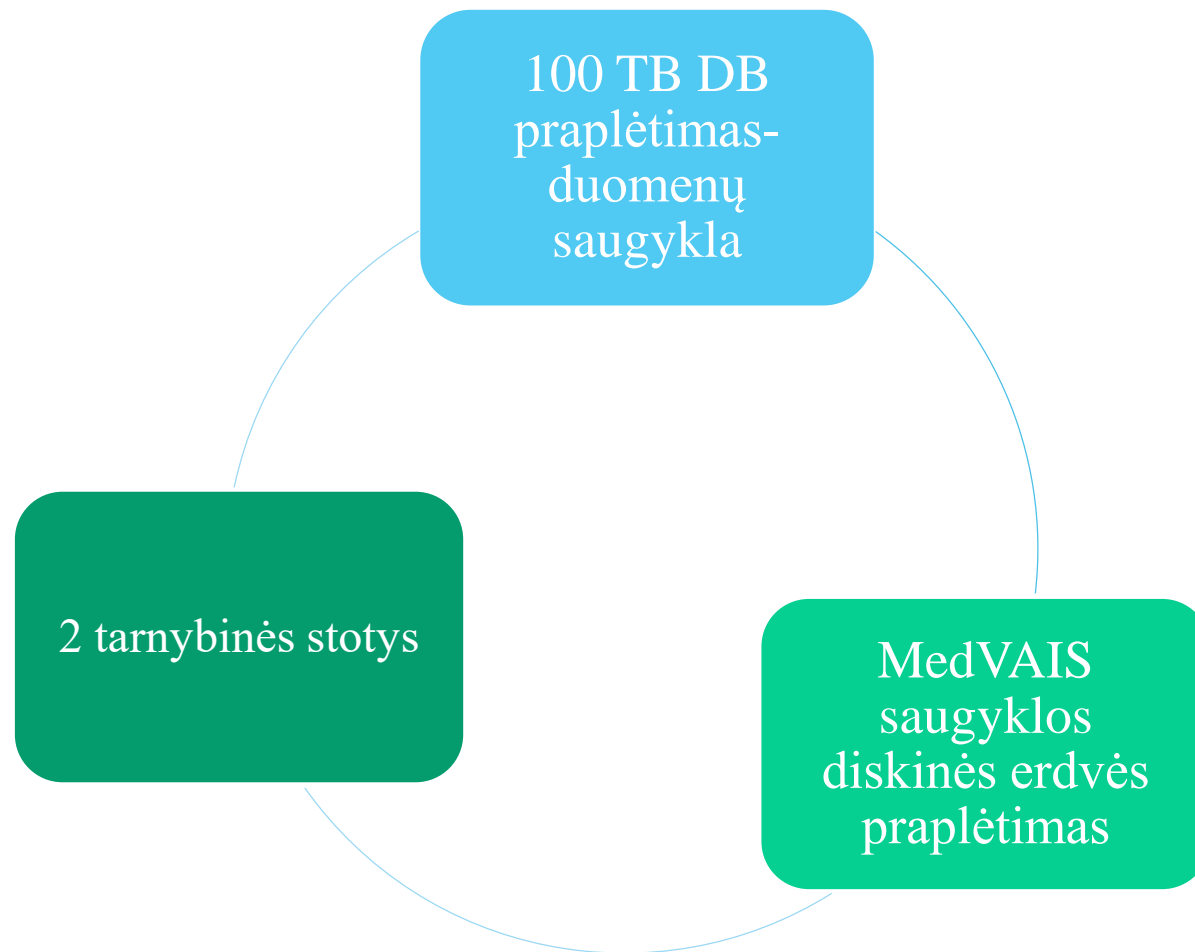 100 TB DB
praplėtimas-
duomenų
saugykla
2 tarnybinės stotys
MedVAIS
saugyklos
diskinės erdvės
praplėtimas